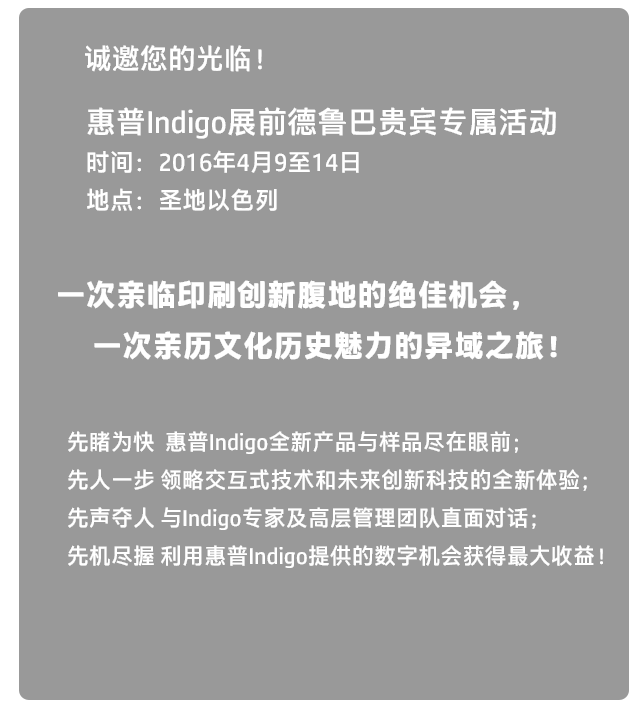 诚邀您的光临！
惠普Indigo展前德鲁巴贵宾专属活动
时间：2016年4月9至14日
地点：圣地以色列
一次亲临印刷创新腹地的绝佳机会，
一次亲历文化历史魅力的异域之旅！
先睹为快 惠普Indigo全新产品与样品尽在眼前；
先人一步 领略交互式技术和未来创新科技的全新体验；
先声夺人 与Indigo专家及高层管理团队直面对话；
先机尽握 利用惠普Indigo提供的数字机会获得最大收益！